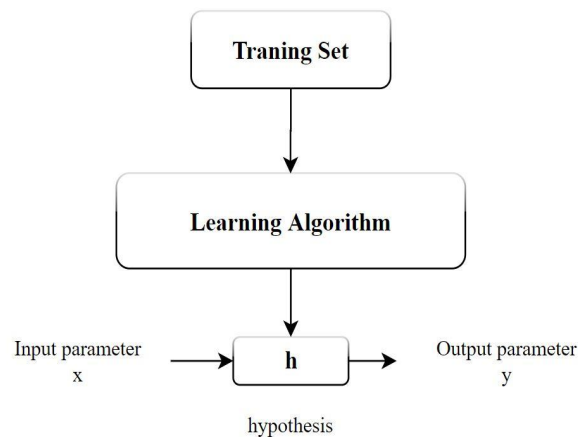 Traning Set
Learning Algorithm
Input parameter
x
h
Output parameter
y
hypothesis